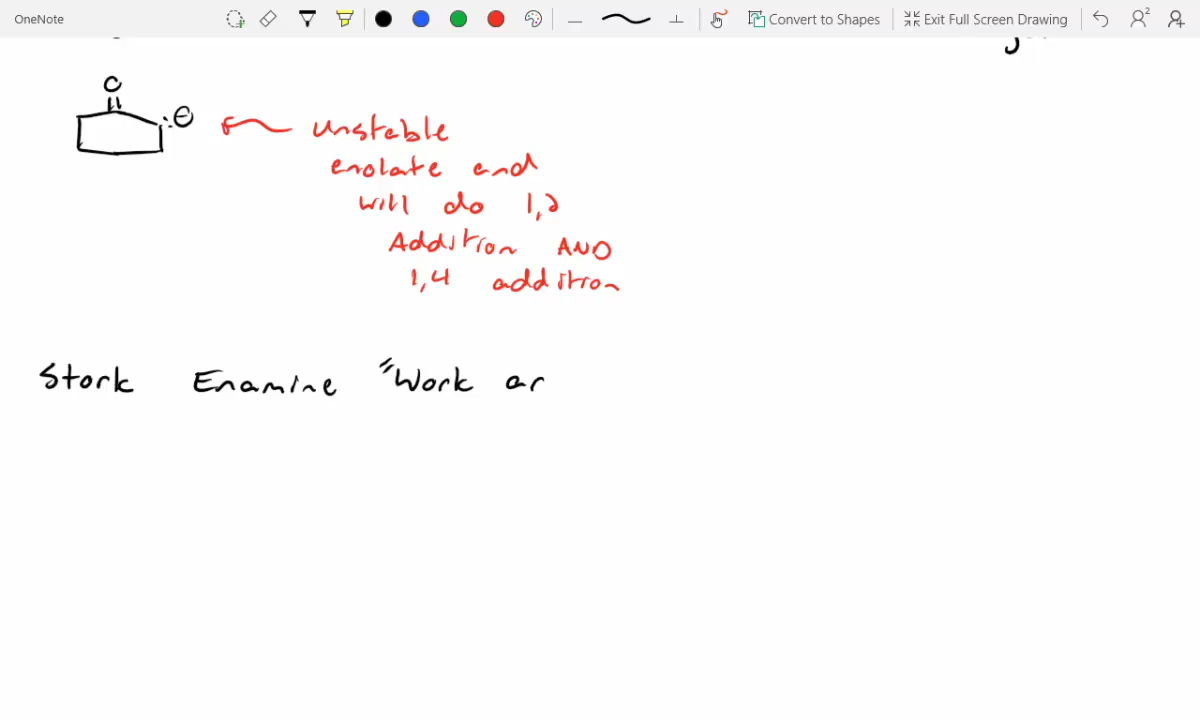 OneNote
Convert to Shapes
Exit Full Screen Drawing
2
O
⊖
unstable
enolate and
will do 1,2
Addition AND
1,4 addition
Stork Enamine "Work ar